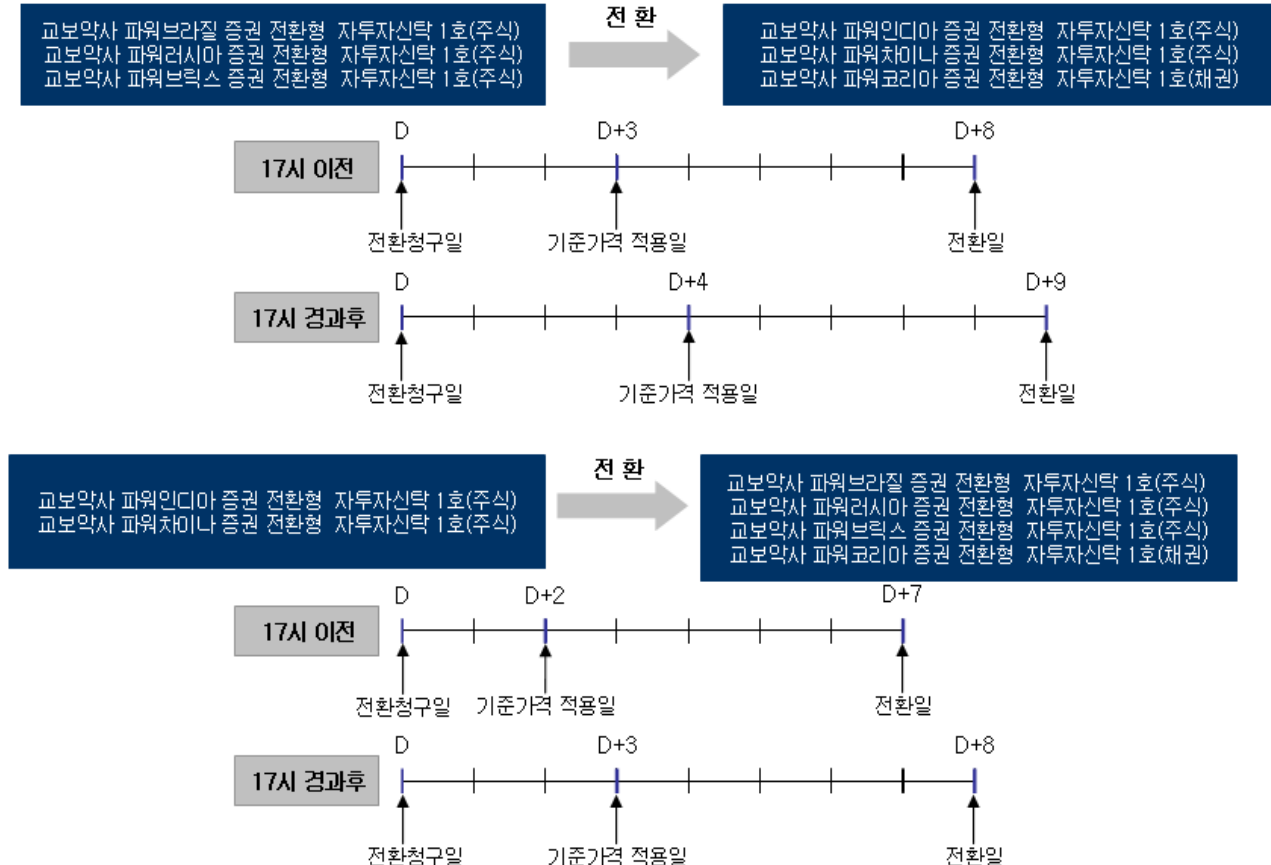 교보악사 파워브라질 증권 전환형 자투자신탁 1호(주식)
교보악사 파워러시아 증권 전환형 자투자신탁 1호(주식)
교보악사 파워브릭스 증권 전환형 자투자신탁 1호(주식)
전 환
교보악사 파워인디아 증권 전환형 자투자신탁 1호(주식)
교보악사 파워차이나 증권 전환형 자투자신탁 1호(주식)
교보악사 파워코리아 증권 전환형 자투자신탁 1호(채권)
D D+3 D+8
17시 이전
전환청구일 기준가격 적용일 전환일
D D+4 D+9
17시 경과후
전환청구일 기준가격 적용일 전환일
교보악사 파워인디아 증권 전환형 자투자신탁 1호(주식)
교보악사 파워차이나 증권 전환형 자투자신탁 1호(주식)
전 환
교보악사 파워브라질 증권 전환형 자투자신탁 1호(주식)
교보악사 파워러시아 증권 전환형 자투자신탁 1호(주식)
교보악사 파워브릭스 증권 전환형 자투자신탁 1호(주식)
교보악사 파워코리아 증권 전환형 자투자신탁 1호(채권)
D D+2 D+7
17시 이전
전환청구일 기준가격 적용일 전환일
D D+3 D+8
17시 경과후
전환청구일 기준가격 적용일 전환일